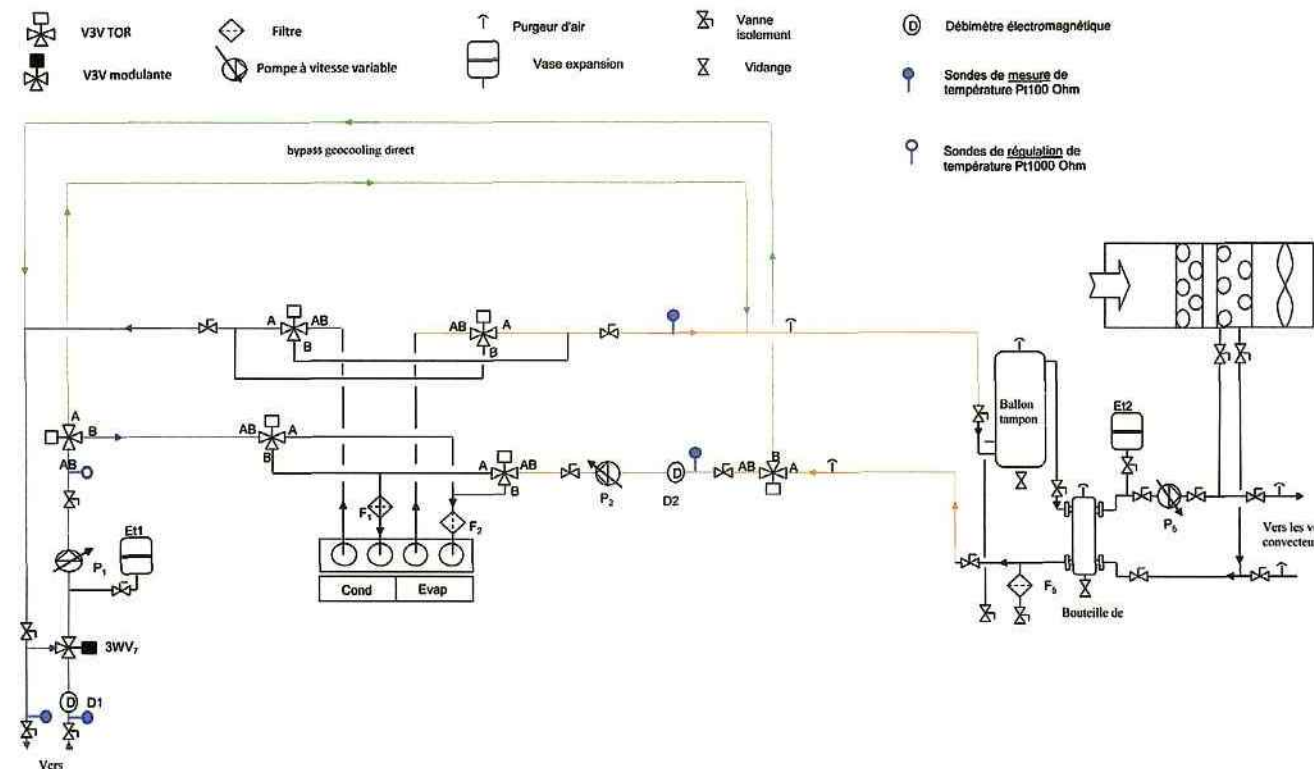 V3V TOR
Filtre
Purgeur d'air
Vanne
isolement
D
Débimètre électromagnétique
V3V modulante
Pompe à vitesse variable
Vase expansion
Vidange
Sondes de mesure de
température Pt100 Ohm
Sondes de régulation de
température Pt1000 Ohm
bypass geocooling direct
A
AB
B
AB
A
B
A
B
AB
AB
A
B
A
AB
B
P2
D
D2
AB
B
A
F1
F2
Cond
Evap
Et1
P1
3WV7
D
D1
Vers
Ballon
tampon
Et2
P5
Vers les v
convecteu
F5
Bouteille de